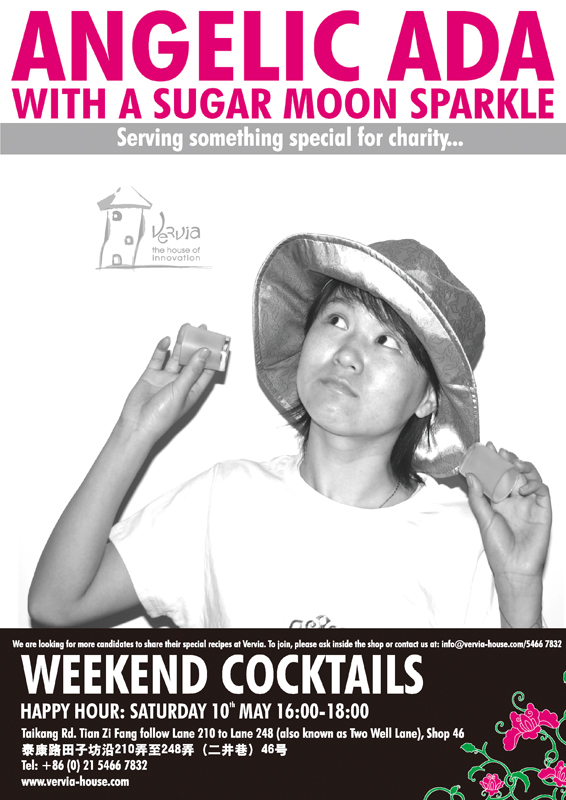 ANGELIC ADA
WITH A SUGAR MOON SPARKLE
Serving something special for charity...
Vervia
the house of
Innovation
We are looking for more candidates to share their special recipes at Vervia. To join, please ask inside the shop or contact us at: info@vervia-house.com/5466 7832
WEEKEND COCKTAILS
HAPPY HOUR: SATURDAY 10th MAY 16:00-18:00
Taikang Rd. Tian Zi Fang follow Lane 210 to Lane 248 (also known as Two Well Lane), Shop 46
泰康路田子坊沿210弄至248弄 (二井巷) 46号
Tel: +86 (0) 21 5466 7832
www.vervia-house.com